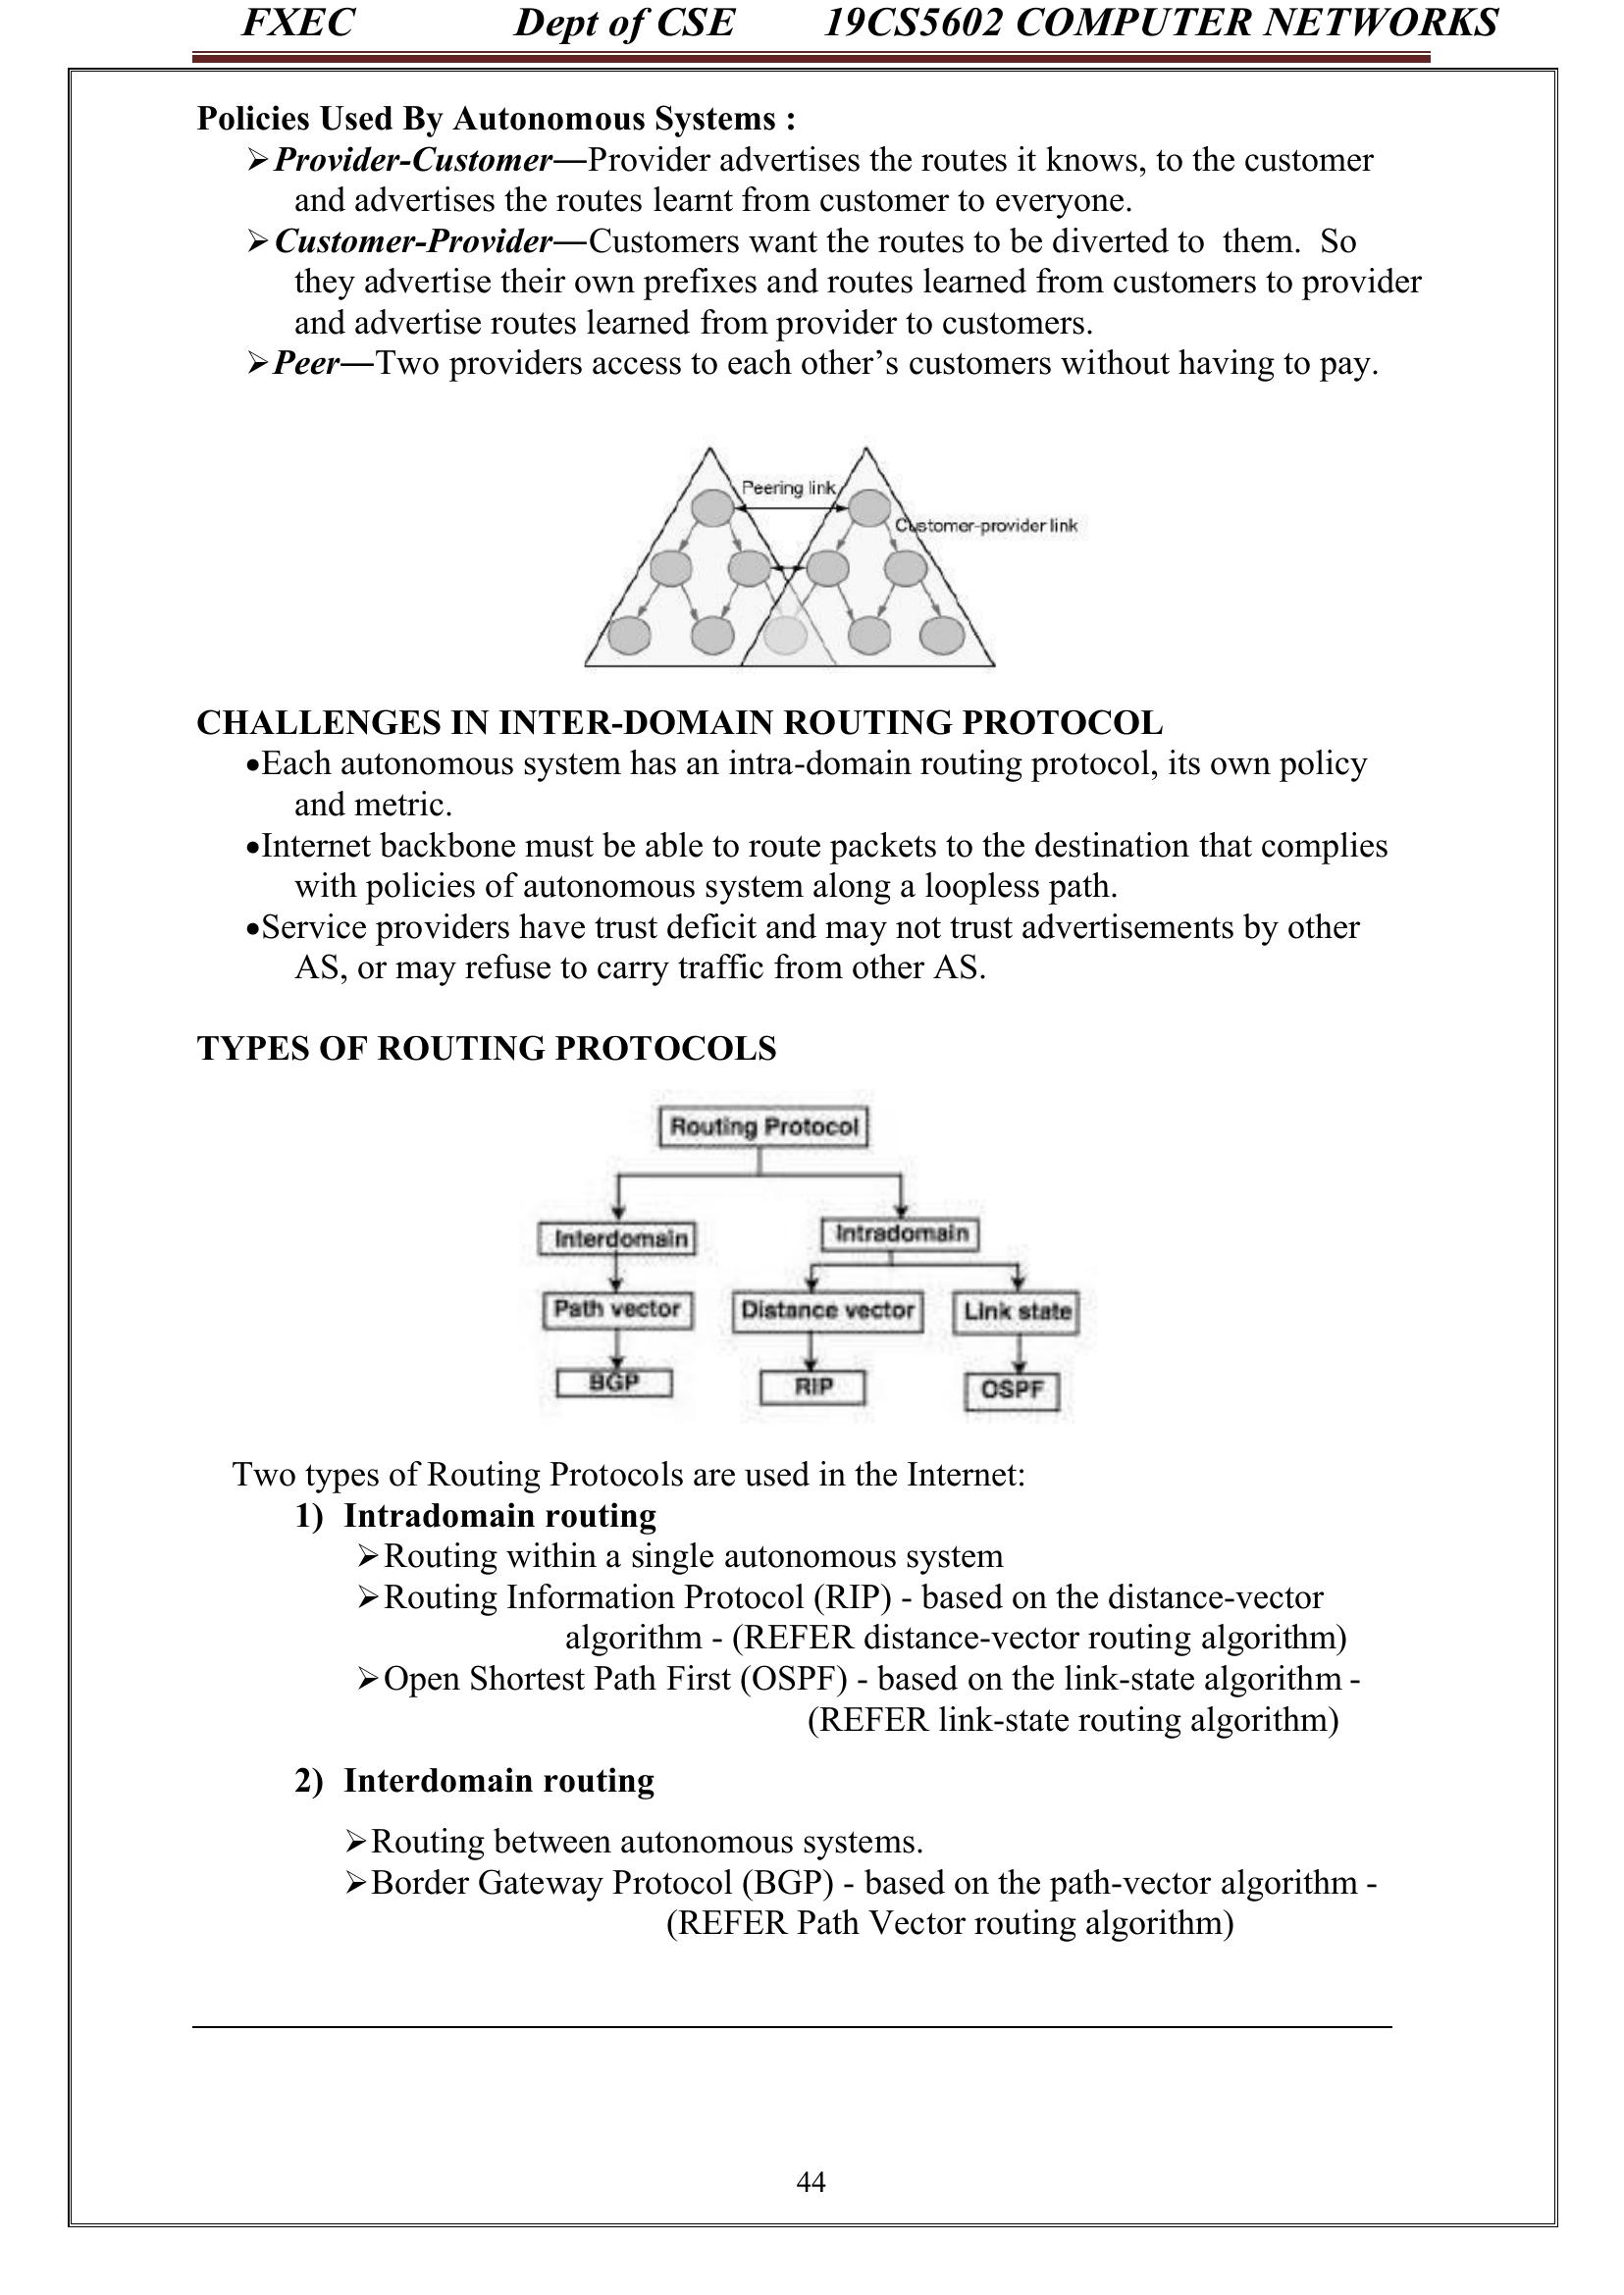 FXEC Dept of CSE 19CS5602 COMPUTER NETWORKS
Policies Used By Autonomous Systems :
➢Provider-Customer—Provider advertises the routes it knows, to the customer
and advertises the routes learnt from customer to everyone.
➢Customer-Provider—Customers want the routes to be diverted to them. So
they advertise their own prefixes and routes learned from customers to provider
and advertise routes learned from provider to customers.
➢Peer—Two providers access to each other’s customers without having to pay.
Peering link
Customer-provider link
CHALLENGES IN INTER-DOMAIN ROUTING PROTOCOL
•Each autonomous system has an intra-domain routing protocol, its own policy
and metric.
•Internet backbone must be able to route packets to the destination that complies
with policies of autonomous system along a loopless path.
•Service providers have trust deficit and may not trust advertisements by other
AS, or may refuse to carry traffic from other AS.
TYPES OF ROUTING PROTOCOLS
Routing Protocol
Interdomain Intradomain
Path vector Distance vector Link state
BGP RIP OSPF
Two types of Routing Protocols are used in the Internet:
1) Intradomain routing
➢Routing within a single autonomous system
➢Routing Information Protocol (RIP) - based on the distance-vector
algorithm - (REFER distance-vector routing algorithm)
➢Open Shortest Path First (OSPF) - based on the link-state algorithm -
(REFER link-state routing algorithm)
2) Interdomain routing
➢Routing between autonomous systems.
➢Border Gateway Protocol (BGP) - based on the path-vector algorithm -
(REFER Path Vector routing algorithm)
44